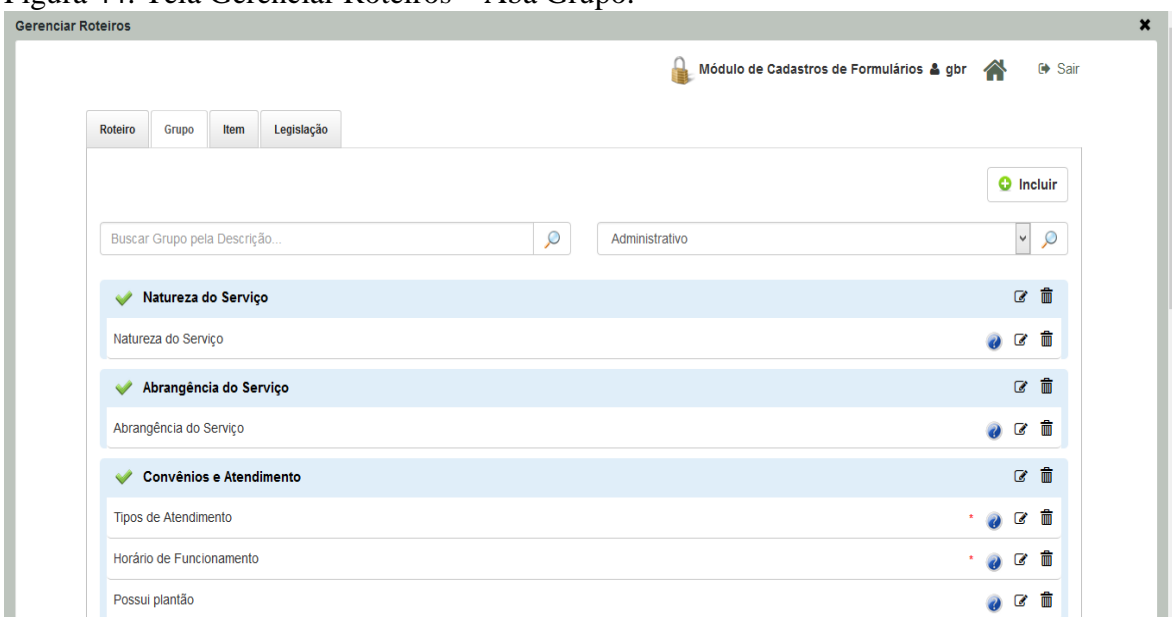 Figura 44: Tela Gerenciar Roteiros – Aba Grupo.
Gerenciar Roteiros
Módulo de Cadastros de Formulários gbr Sair
Roteiro Grupo Item Legislação
Incluir
Buscar Grupo pela Descrição... Administrativo
Natureza do Serviço
Natureza do Serviço
Abrangência do Serviço
Abrangência do Serviço
Convênios e Atendimento
Tipos de Atendimento *
Horário de Funcionamento *
Possui plantão